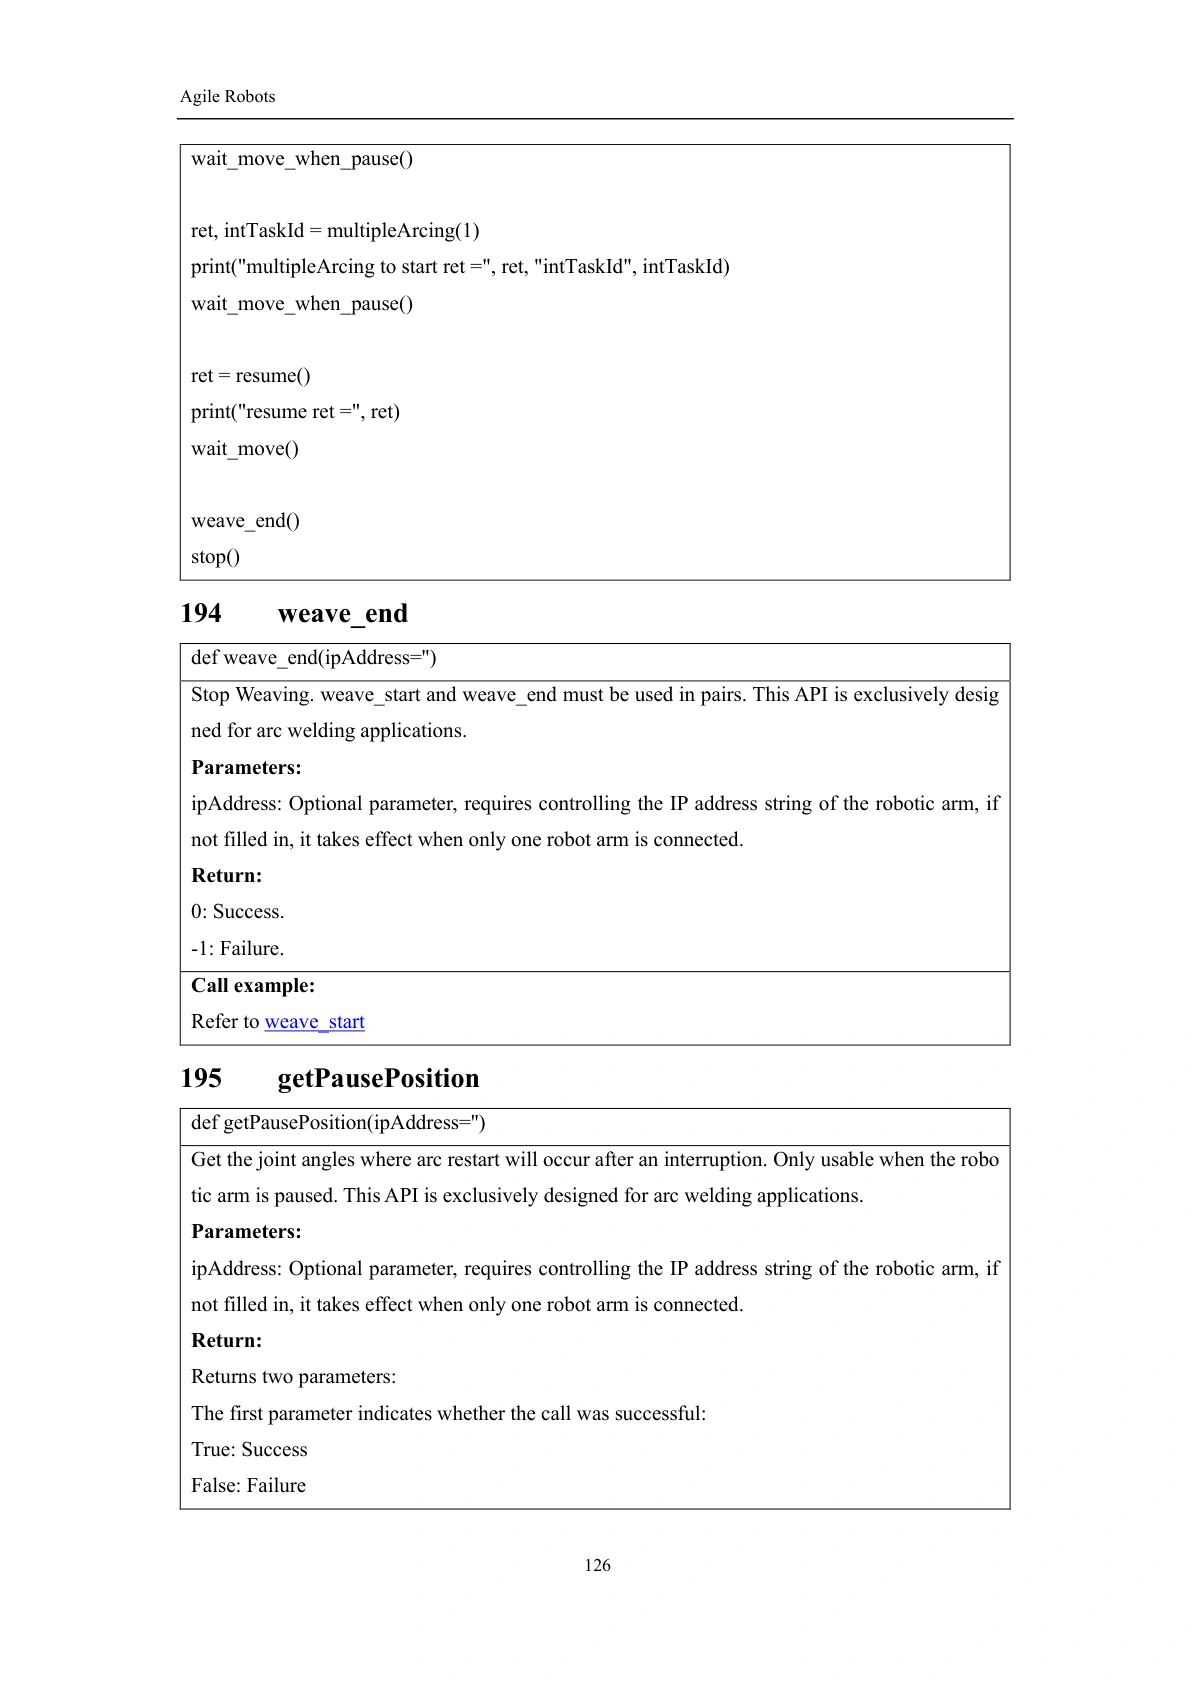 Agile Robots
wait_move_when_pause()
ret, intTaskId = multipleArcing(1)
print("multipleArcing to start ret =", ret, "intTaskId", intTaskId)
wait_move_when_pause()
ret = resume()
print("resume ret =", ret)
wait_move()
weave_end()
stop()
194 weave_end
def weave_end(ipAddress='')
Stop Weaving. weave_start and weave_end must be used in pairs. This API is exclusively desig
ned for arc welding applications.
Parameters:
ipAddress: Optional parameter, requires controlling the IP address string of the robotic arm, if
not filled in, it takes effect when only one robot arm is connected.
Return:
0: Success.
-1: Failure.
Call example:
Refer to weave_start
195 getPausePosition
def getPausePosition(ipAddress='')
Get the joint angles where arc restart will occur after an interruption. Only usable when the robo
tic arm is paused. This API is exclusively designed for arc welding applications.
Parameters:
ipAddress: Optional parameter, requires controlling the IP address string of the robotic arm, if
not filled in, it takes effect when only one robot arm is connected.
Return:
Returns two parameters:
The first parameter indicates whether the call was successful:
True: Success
False: Failure
126